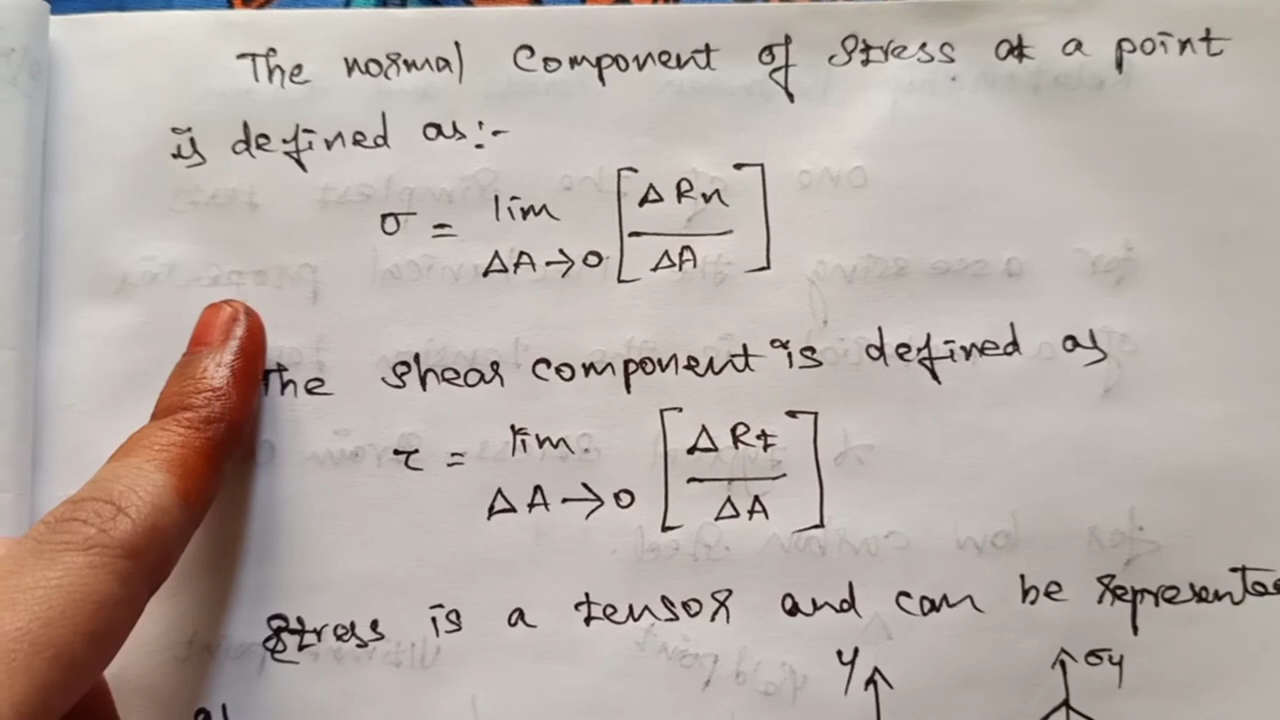 The normal component of stress at a point
is defined as:-
σ = lim ΔA→0 [ΔRn / ΔA]
The shear component is defined as
τ = lim ΔA→0 [ΔRt / ΔA]
Stress is a tensor and can be represented
y σy